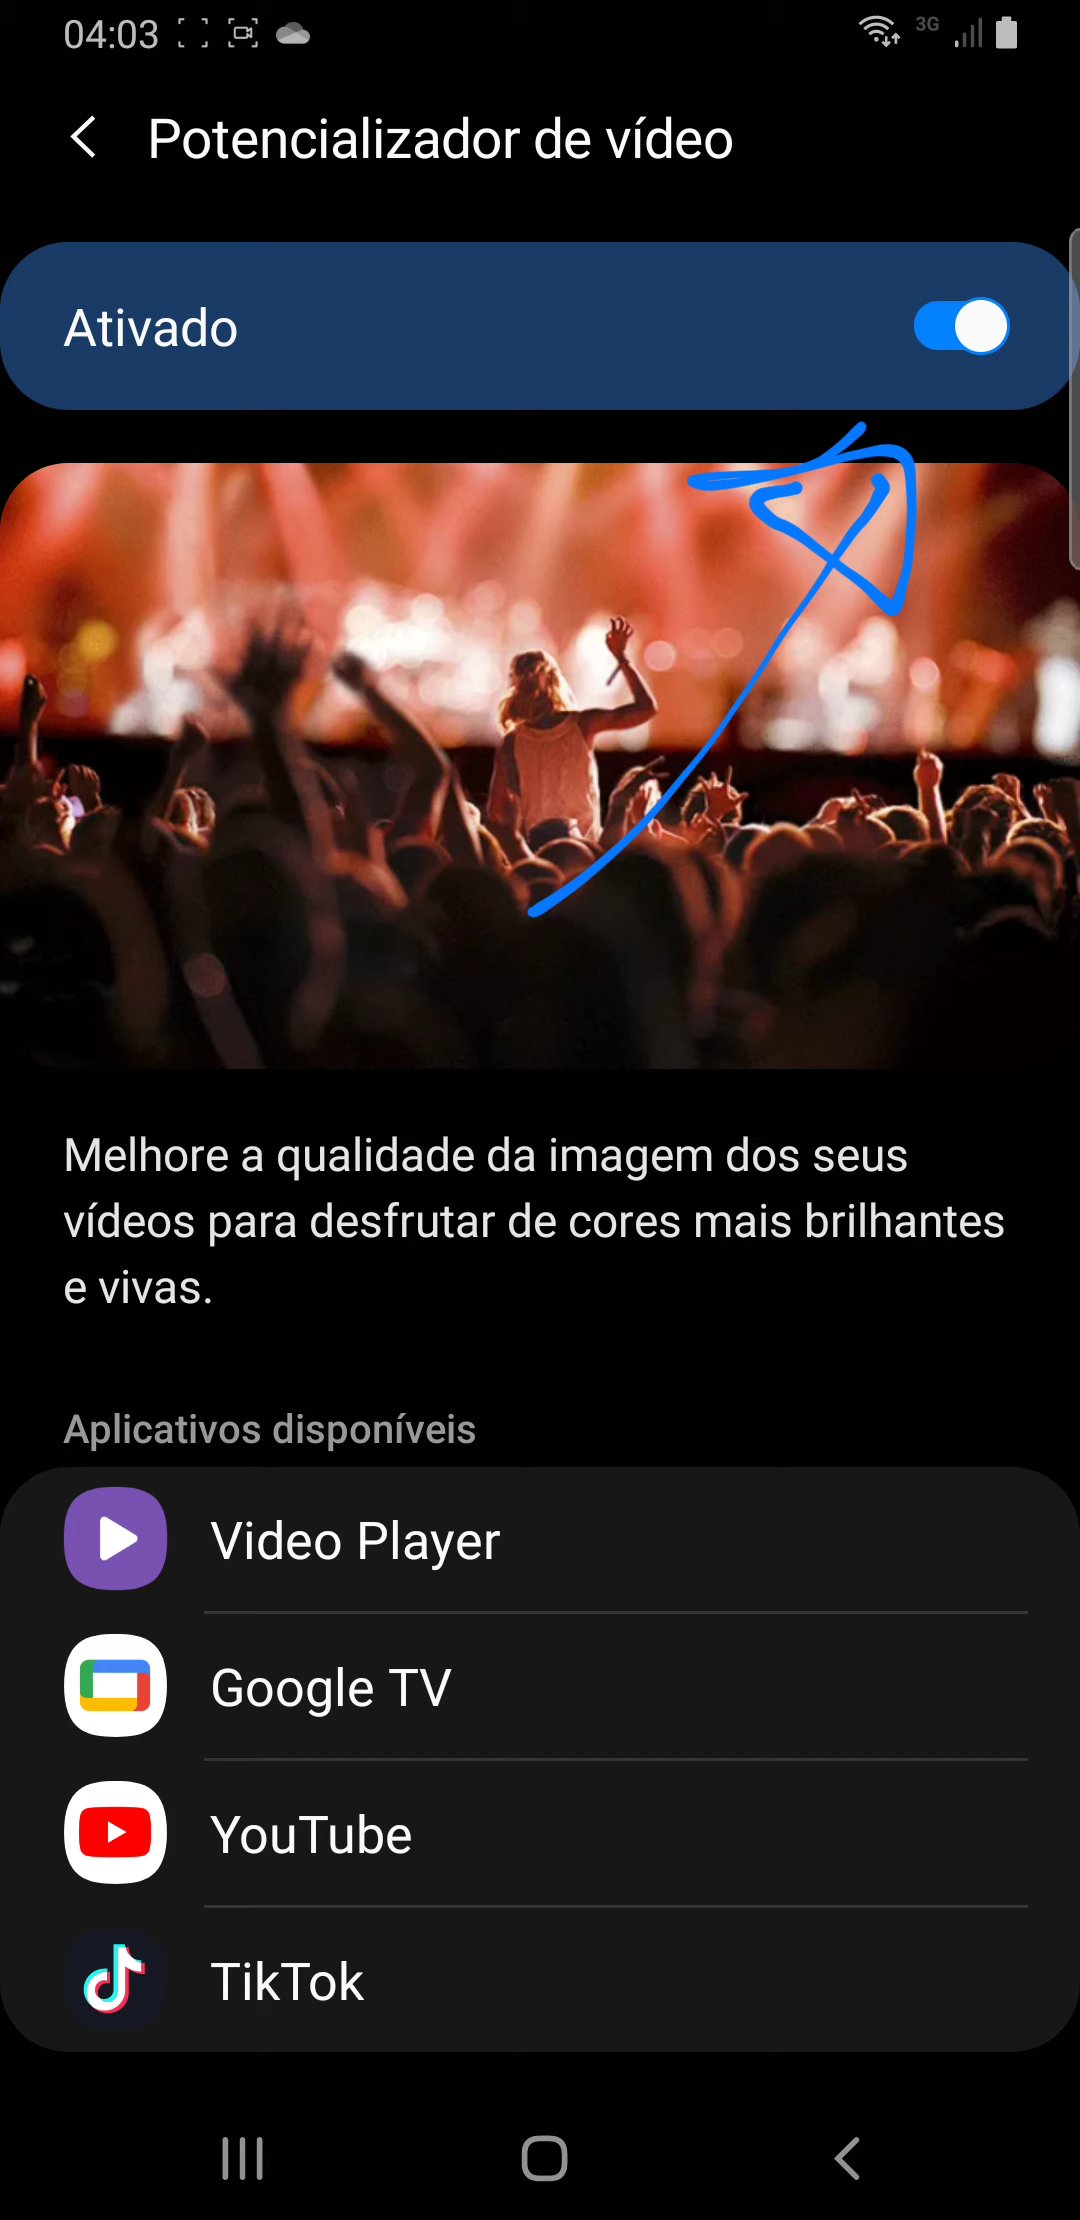 04:03
3G
Potencializador de vídeo
Ativado
Melhore a qualidade da imagem dos seus
vídeos para desfrutar de cores mais brilhantes
e vivas.
Aplicativos disponíveis
Video Player
Google TV
YouTube
TikTok